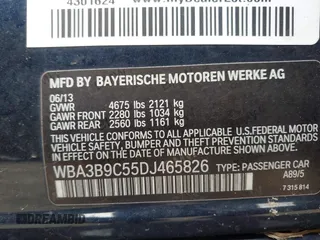 4301624
MFD BY BAYERISCHE MOTOREN WERKE AG
06/13
GVWR 4675 lbs 2121 kg
GAWR FRONT 2280 lbs 1034 kg
GAWR REAR 2560 lbs 1161 kg
THIS VEHICLE CONFORMS TO ALL APPLICABLE
U.S.FEDERAL MOTOR
VEHICLE SAFETY, BUMPER, AND THEFT
PREVENTION STANDARDS IN EFFECT ON THE
DATE OF MANUFACTURE SHOWN ABOVE.
WBA3B9C55DJ465826 TYPE: PASSENGER CAR
A89/5
7 315 814
DREAMBID